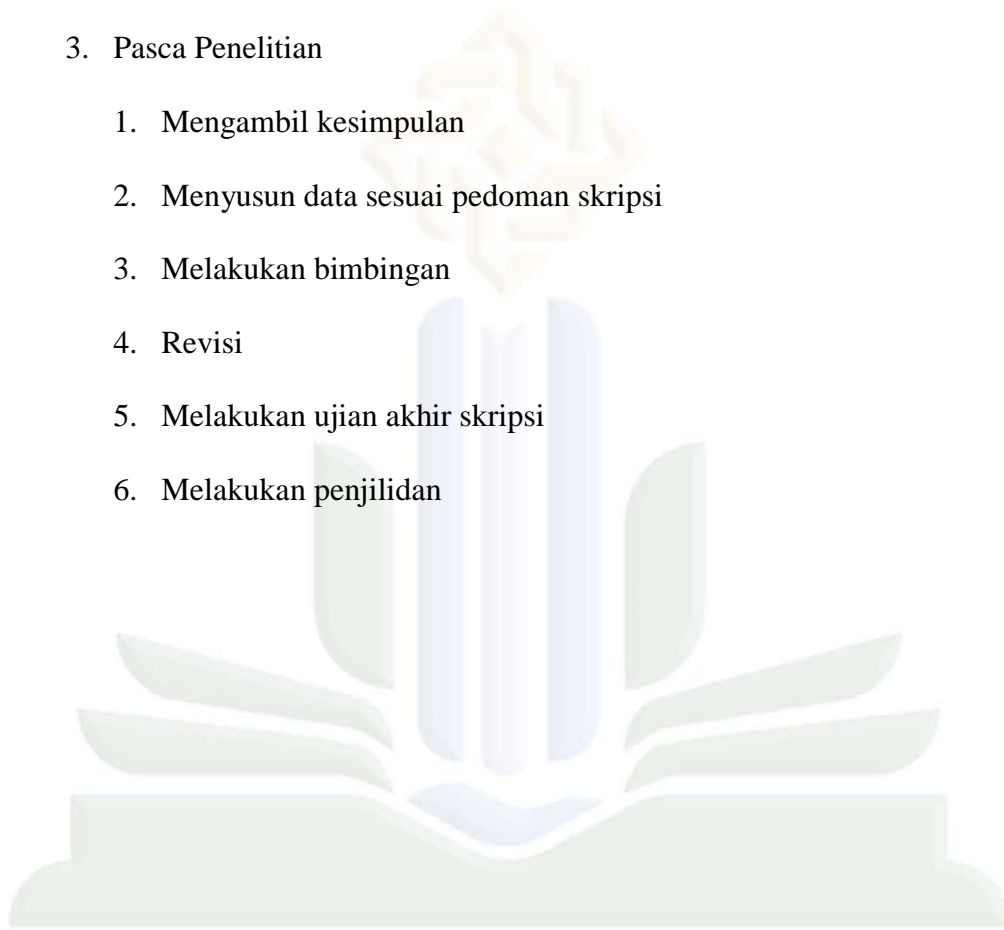 3. Pasca Penelitian
1. Mengambil kesimpulan
2. Menyusun data sesuai pedoman skripsi
3. Melakukan bimbingan
4. Revisi
5. Melakukan ujian akhir skripsi
6. Melakukan penjilidan